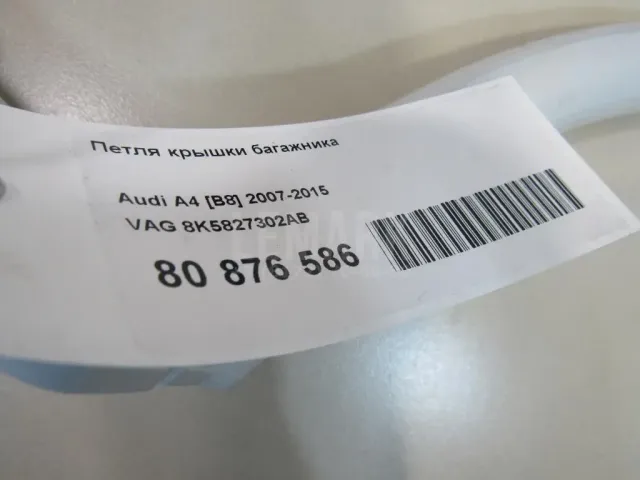 Петля крышки багажника
Audi A4 [B8] 2007-2015
VAG 8K5827302AB
80 876 586